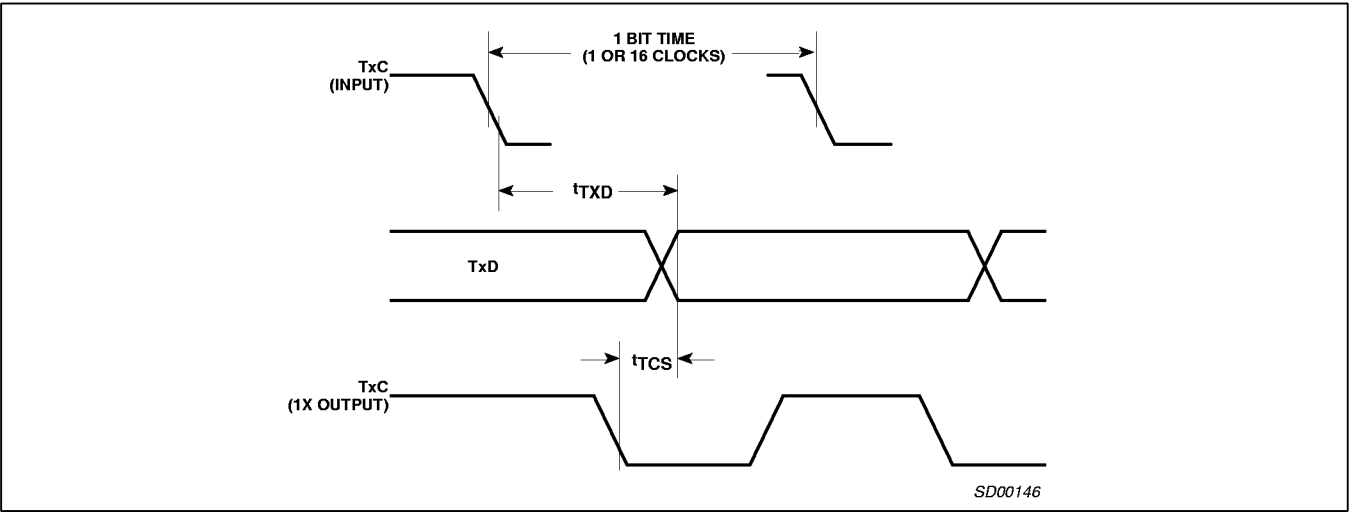 1 BIT TIME
(1 OR 16 CLOCKS)
TxC
(INPUT)
tTXD
TxD
tTCS
TxC
(1X OUTPUT)
SD00146